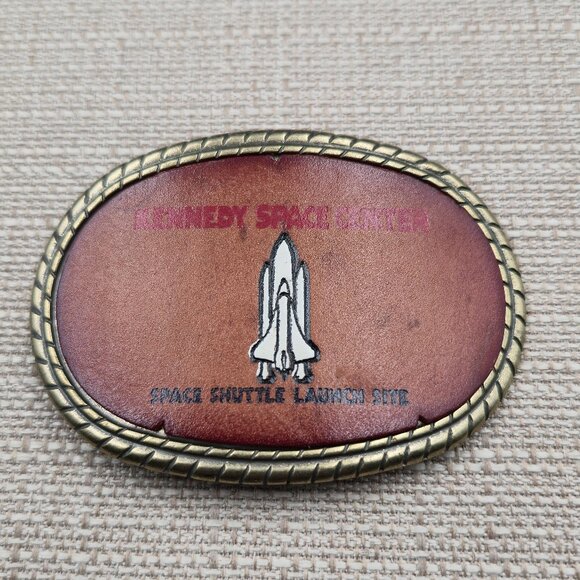 KENNEDY SPACE CENTER
SPACE SHUTTLE LAUNCH SITE